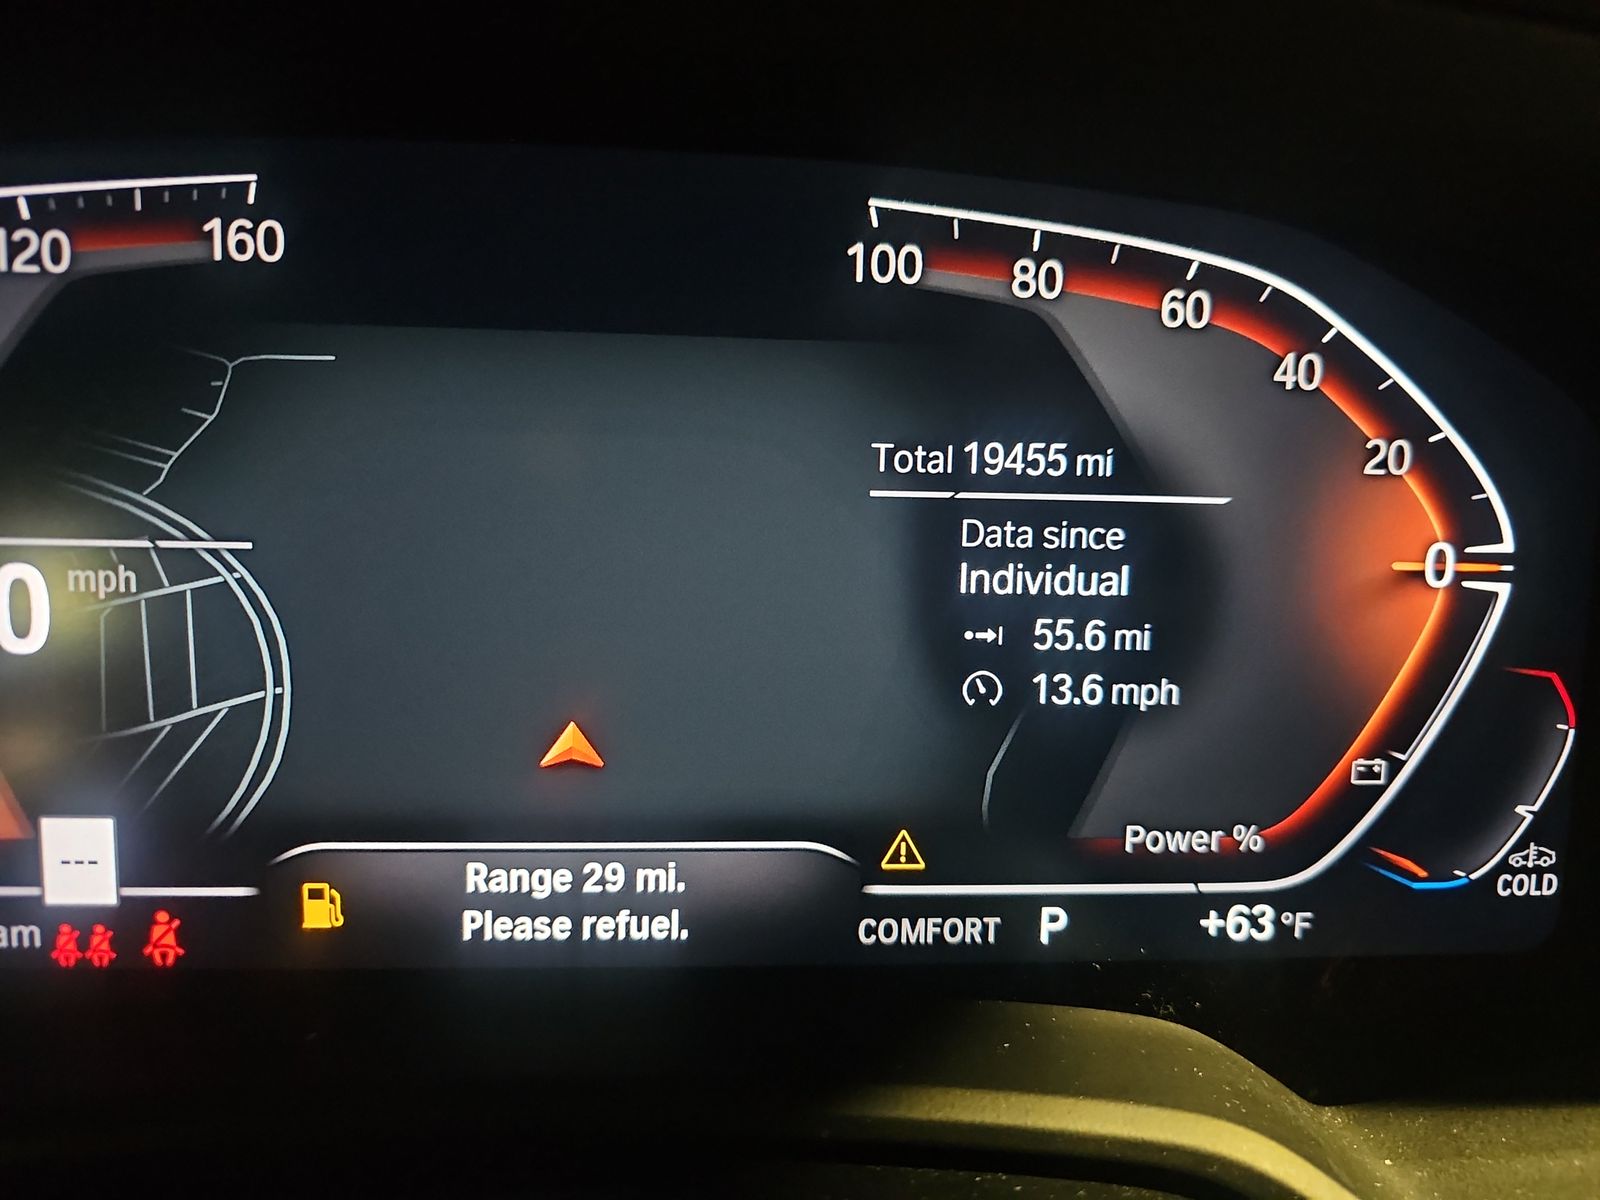 120
160
100
80
60
40
20
0
Total 19455 mi
Data since
Individual
55.6 mi
13.6 mph
0 mph
Power %
---
Range 29 mi.
Please refuel.
COLD
am
COMFORT P +63 °F